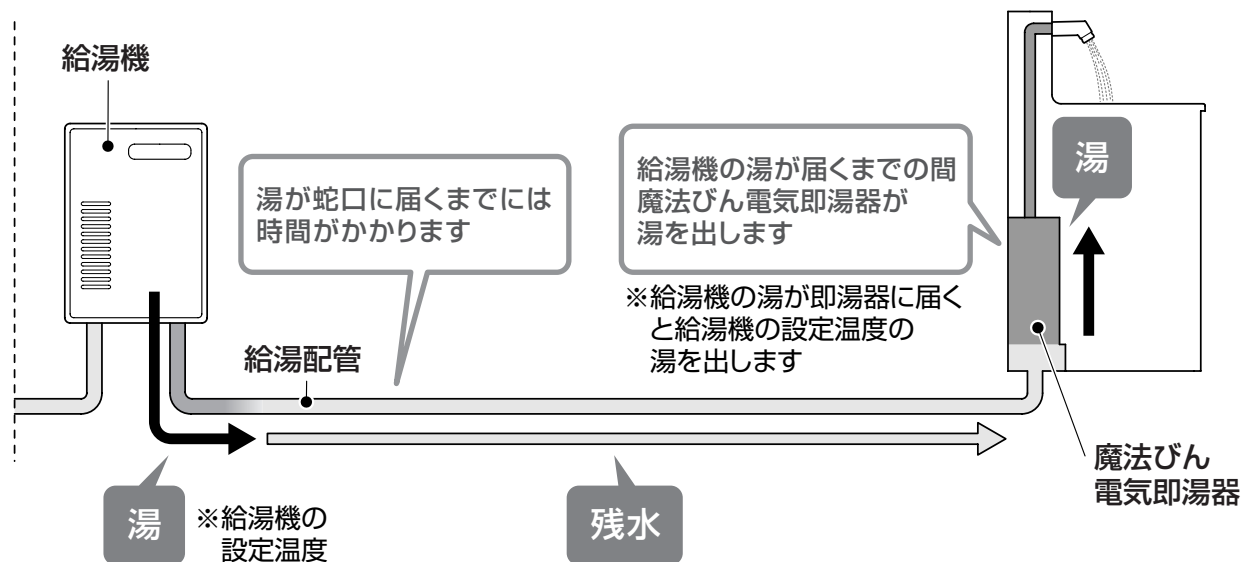 給湯機
湯が蛇口に届くまでには
時間がかかります
給湯機の湯が届くまでの間
魔法びん電気即湯器が
湯を出します
※給湯機の湯が即湯器に届く
と給湯機の設定温度の
湯を出します
湯
給湯配管
魔法びん
電気即湯器
湯
※給湯機の
設定温度
残水